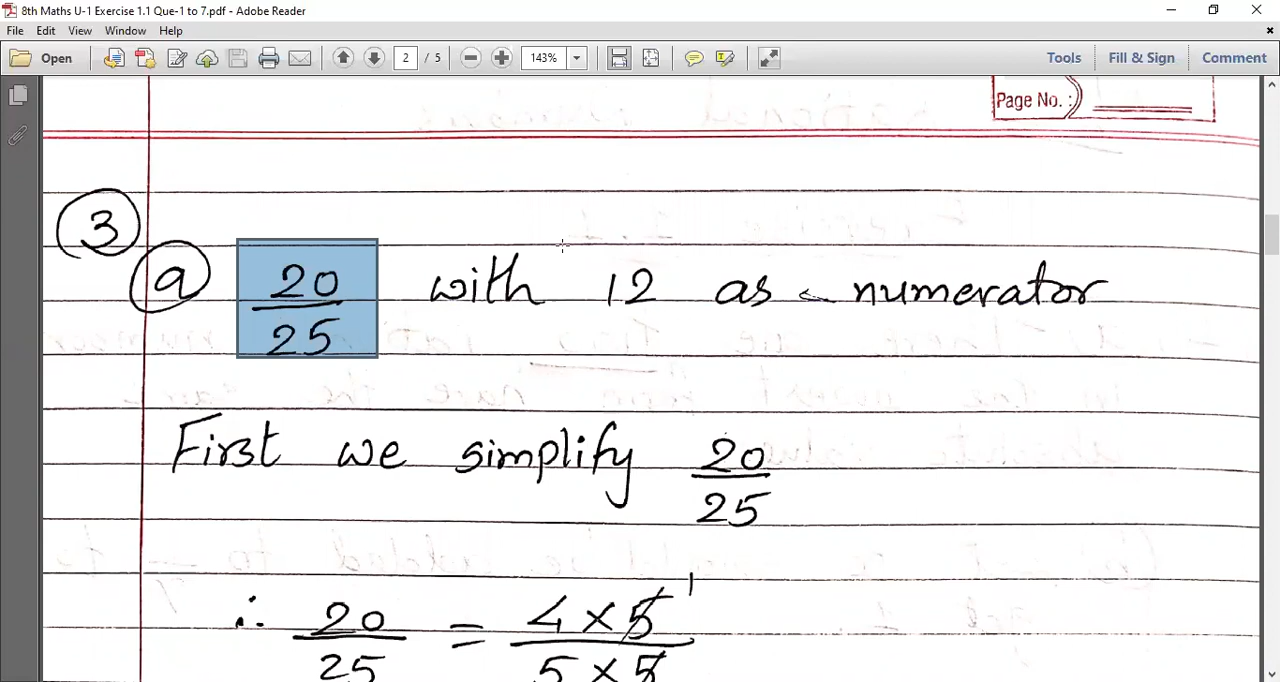 8th Maths U-1 Exercise 1.1 Que-1 to 7.pdf - Adobe Reader
File Edit View Window Help
Open 2 / 5 143% Tools Fill & Sign Comment
Page No. :
3
a 20/25 with 12 as numerator
First we simplify 20/25
∴ 20/25 = 4 × 5 1 / 5 × 5